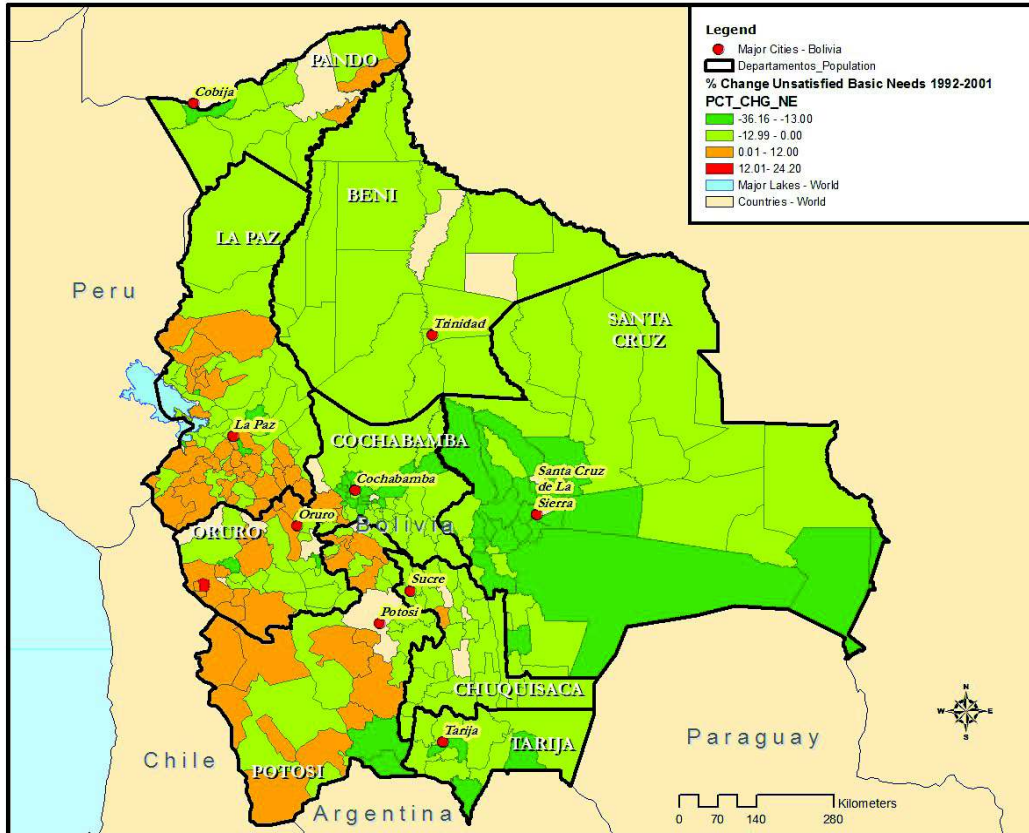 Legend
Major Cities - Bolivia
Departamentos_Population
% Change Unsatisfied Basic Needs 1992-2001
PCT_CHG_NE
-36.16 - -13.00
-12.99 - 0.00
0.01 - 12.00
12.01 - 24.20
Major Lakes - World
Countries - World
PANDO
Cobija
BENI
LA PAZ
Peru
Trinidad
SANTA
CRUZ
La Paz
COCHABAMBA
Cochabamba
Santa Cruz
de La
Sierra
Oruro
Bolivia
ORURO
Sucre
Potosi
CHUQUISACA
Tarija
TARIJA
Paraguay
Chile
POTOSI
Argentina
N
W E
S
Kilometers
0 70 140 280